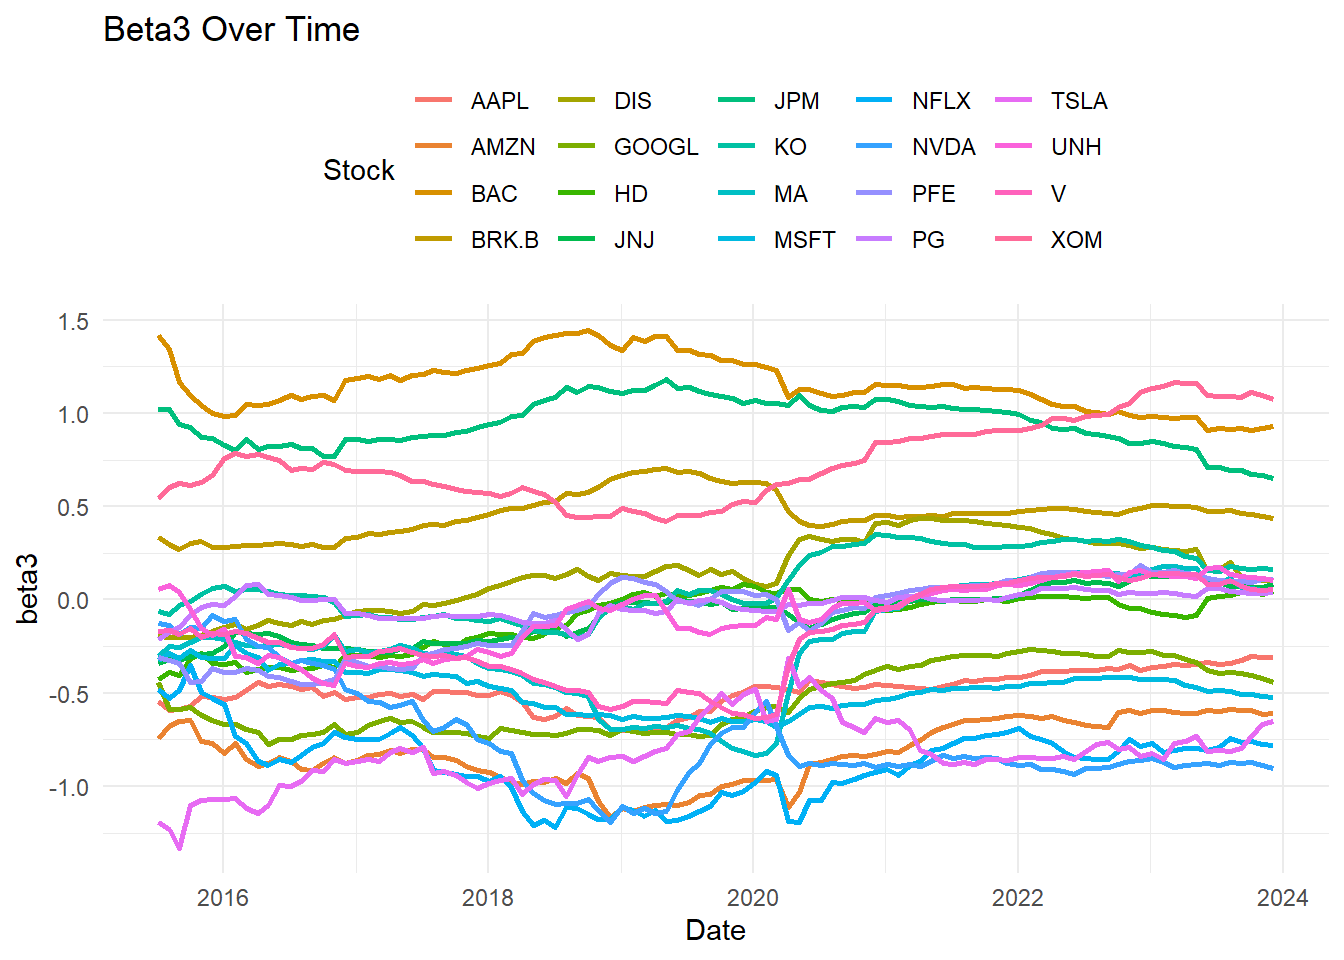 Beta3 Over Time
Stock
AAPL DIS JPM NFLX TSLA
AMZN GOOGL KO NVDA UNH
BAC HD MA PFE V
BRK.B JNJ MSFT PG XOM
1.5
1.0
0.5
0.0
-0.5
-1.0
beta3
2016 2018 2020 2022 2024
Date